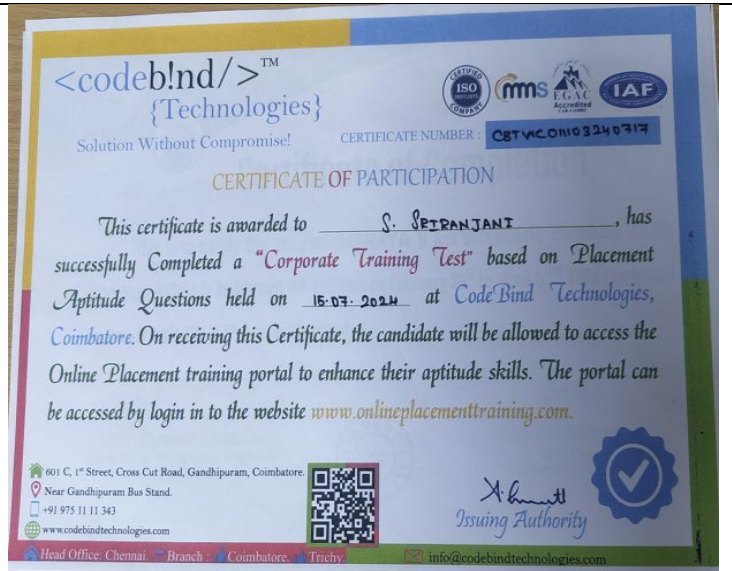 <codeb!nd/>™
{Technologies}
Solution Without Compromise!
CERTIFIED
ISO
COMPANY
mms
EGAC
Accredited
IAF
CERTIFICATE NUMBER :
CERTIFICATE OF PARTICIPATION
This certificate is awarded to S. SRIRANJANI, has
successfully Completed a "Corporate Training Test" based on Placement
Aptitude Questions held on 15.07.2024 at CodeBind Technologies,
Coimbatore. On receiving this Certificate, the candidate will be allowed to access the
Online Placement training portal to enhance their aptitude skills. The portal can
be accessed by login in to the website www.onlineplacementtraining.com.
601 C, 1st Street, Cross Cut Road, Gandhipuram, Coimbatore.
Near Gandhipuram Bus Stand.
+91 975 11 11 343
www.codebindtechnologies.com
Issuing Authority
Head Office: Chennai. Branch : Coimbatore. Trichy. info@codebindtechnologies.com